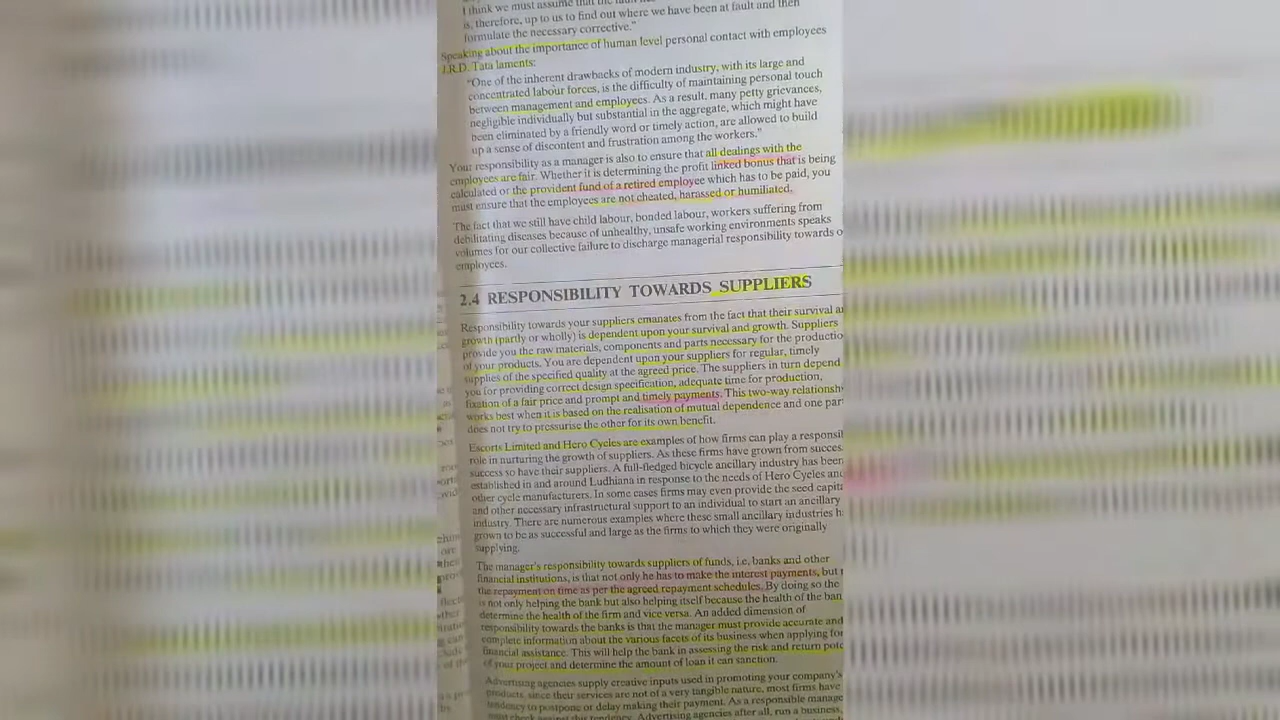 I think we must assume that the
is, therefore, up to us to find out where we have been at fault and then
formulate the necessary corrective."
Speaking about the importance of human level personal contact with employees
J.R.D. Tata laments:
"One of the inherent drawbacks of modern industry, with its large and
concentrated labour forces, is the difficulty of maintaining personal touch
between management and employees. As a result, many petty grievances,
negligible individually but substantial in the aggregate, which might have
been eliminated by a friendly word or timely action, are allowed to build
up a sense of discontent and frustration among the workers."
Your responsibility as a manager is also to ensure that all dealings with the
employees are fair. Whether it is determining the profit linked bonus that is being
calculated or the provident fund of a retired employee which has to be paid, you
must ensure that the employees are not cheated, harassed or humiliated.
The fact that we still have child labour, bonded labour, workers suffering from
debilitating diseases because of unhealthy, unsafe working environments speaks
volumes for our collective failure to discharge managerial responsibility towards o
employees.
2.4 RESPONSIBILITY TOWARDS SUPPLIERS
Responsibility towards your suppliers emanates from the fact that their survival a
growth (partly or wholly) is dependent upon your survival and growth. Suppliers
provide you the raw materials, components and parts necessary for the productio
of your products. You are dependent upon your suppliers for regular, timely
supplies of the specified quality at the agreed price. The suppliers in turn depend
you for providing correct design specification, adequate time for production,
fixation of a fair price and prompt and timely payments. This two-way relationsh
works best when it is based on the realisation of mutual dependence and one par
does not try to pressurise the other for its own benefit.
Escorts Limited and Hero Cycles are examples of how firms can play a responsi
role in nurturing the growth of suppliers. As these firms have grown from succes
success so have their suppliers. A full-fledged bicycle ancillary industry has been
established in and around Ludhiana in response to the needs of Hero Cycles and
other cycle manufacturers. In some cases firms may even provide the seed capita
and other necessary infrastructural support to an individual to start an ancillary
industry. There are numerous examples where these small ancillary industries h
grown to be as successful and large as the firms to which they were originally
supplying.
The manager's responsibility towards suppliers of funds, i.e. banks and other
financial institutions, is that not only he has to make the interest payments, but
the repayment on time as per the agreed repayment schedules. By doing so the
is not only helping the bank but also helping itself because the health of the ban
determine the health of the firm and vice versa. An added dimension of
responsibility towards the banks is that the manager must provide accurate and
complete information about the various facets of its business when applying for
financial assistance. This will help the bank in assessing the risk and return pote
of your project and determine the amount of loan it can sanction.
Advertising agencies supply creative inputs used in promoting your company's
products, since their services are not of a very tangible nature, most firms have
tendency to postpone or delay making their payment. As a responsible manage
must check against this tendency. Advertising agencies after all, run a business,